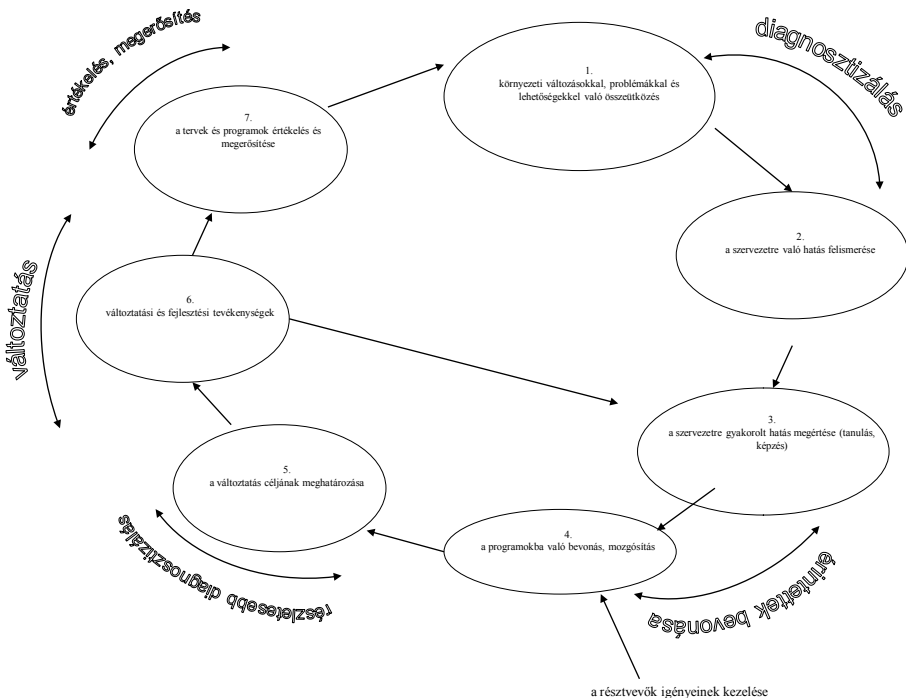 értékelés, megerősítés
diagnosztizálás
1.
környezeti változásokkal, problémákkal és
lehetőségekkel való összeütközés
7.
a tervek és programok értékelés és
megerősítése
2.
a szervezetre való hatás felismerése
változtatás
6.
változtatási és fejlesztési tevékenységek
3.
a szervezetre gyakorolt hatás megértése (tanulás,
képzés)
5.
a változtatás céljának meghatározása
4.
a programokba való bevonás, mozgósítás
részletesebb diagnosztizálás
érintettek bevonása
a résztvevők igényeinek kezelése